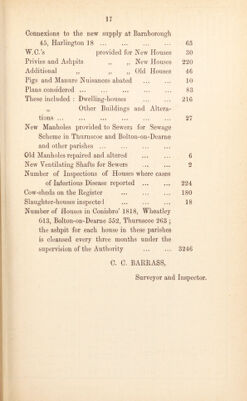 17
Connexions to the new supply at Barnborough
45, Harlington 18 ... ... ... ... 63
W.C.'s provided for New Houses 30
Privies and Ashpits „ „ New Houses 220
Additional „ „ Old Houses 46
Pigs and Manure Nuisances abated ... ... 10
Plans considered ... ... ... ... ... 83
These included : Dwelling-houses ... ... 216
„ Other Buildings and Altera-
tions ... ... ... ... ... ... 27
New Manholes provided to Sewers for Sewage
Scheme in Thurnscoe and Bolton-on-Dearne
and other parishes ... ... ... ...
Old Manholes repaired and altered ... ... 6
New Ventilating Shafts for Sewers ... ... 2
Number of Inspections of Houses where cases
of Infectious Disease reported ... ... 224
Cow-sheds on the Register ... ... ... 180
Slaughter-houses inspected ... ... ... 18
Number of Houses in Conisbro' 1818, Wheatley
613, Bolton-on-Dearne 552, Thurnscoe 263 ;
the ashpit for each house in these parishes
is cleansed every three months under the
supervision of the Authority ... ... 3246
C. C. BARRASS,
Surveyor and Inspector.